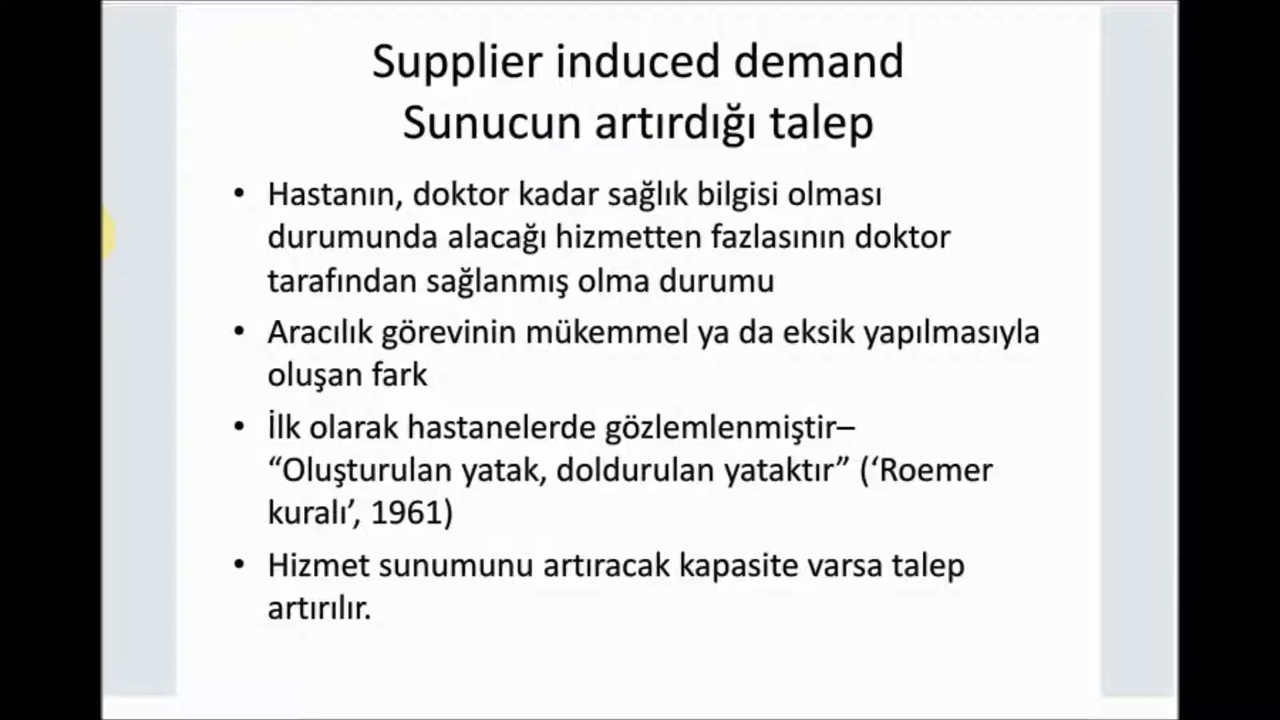 Supplier induced demand
Sunucun artırdığı talep
• Hastanın, doktor kadar sağlık bilgisi olması
durumunda alacağı hizmetten fazlasının doktor
tarafından sağlanmış olma durumu
• Aracılık görevinin mükemmel ya da eksik yapılmasıyla
oluşan fark
• İlk olarak hastanelerde gözlemlenmiştir–
“Oluşturulan yatak, doldurulan yataktır” (‘Roemer
kuralı’, 1961)
• Hizmet sunumunu artıracak kapasite varsa talep
artırılır.